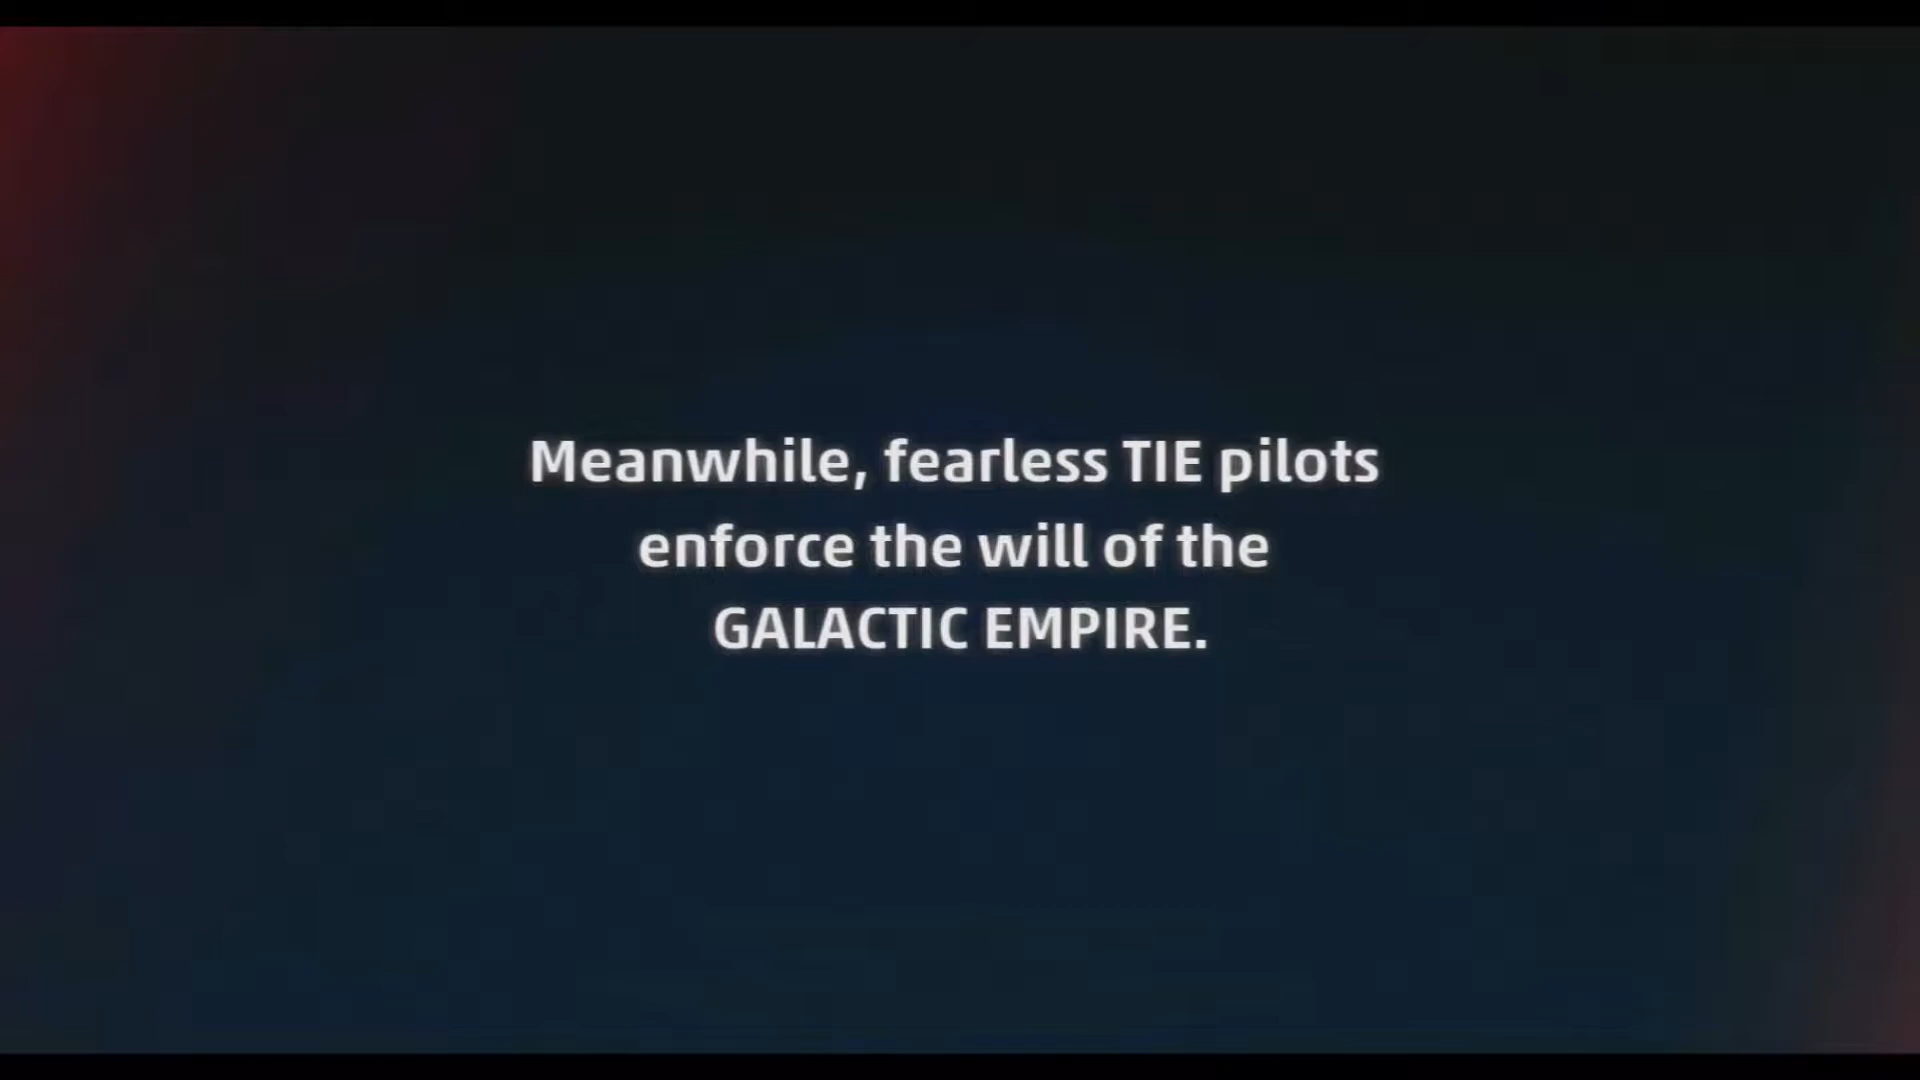 Meanwhile, fearless TIE pilots
enforce the will of the
GALACTIC EMPIRE.